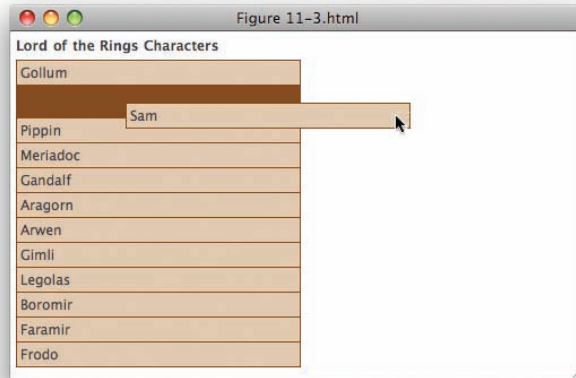 Figure 11-3.html
Lord of the Rings Characters
Gollum
Sam
Pippin
Meriadoc
Gandalf
Aragorn
Arwen
Gimli
Legolas
Boromir
Faramir
Frodo